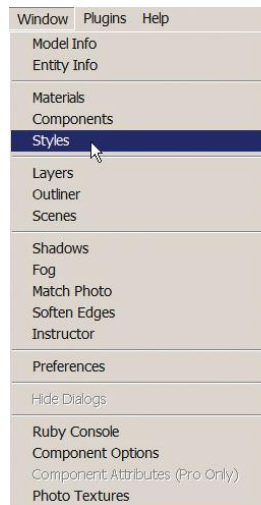 Window Plugins Help
Model Info
Entity Info
Materials
Components
Styles
Layers
Outliner
Scenes
Shadows
Fog
Match Photo
Soften Edges
Instructor
Preferences
Hide Dialogs
Ruby Console
Component Options
Component Attributes (Pro Only)
Photo Textures